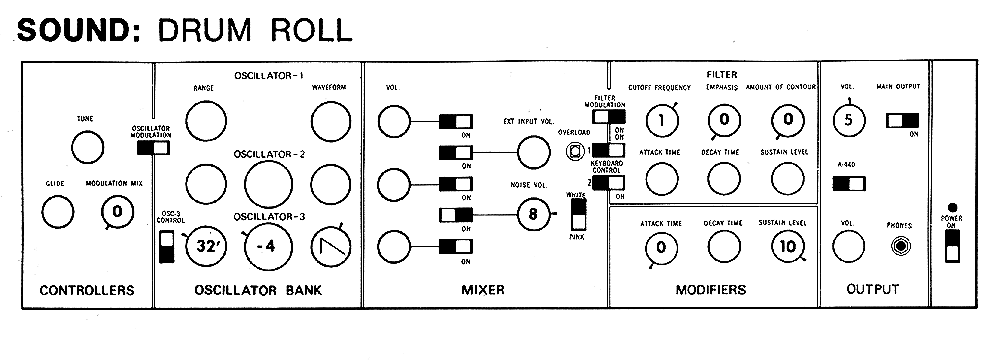 SOUND: DRUM ROLL
CONTROLLERS
TUNE
OSCILLATOR MODULATION
GLIDE
MODULATION MIX
0
OSCILLATOR BANK
OSCILLATOR-1
RANGE
WAVEFORM
OSCILLATOR-2
OSC-3 CONTROL
OSCILLATOR-3
32'
-4
MIXER
VOL.
ON
ON
ON
ON
ON
EXT INPUT VOL.
OVERLOAD
NOISE VOL.
8
WHITE
PINK
MODIFIERS
FILTER
FILTER MODULATION
ON
ON
1
KEYBOARD CONTROL
2
ON
CUTOFF FREQUENCY
EMPHASIS
AMOUNT OF CONTOUR
1
0
0
ATTACK TIME
DECAY TIME
SUSTAIN LEVEL
ATTACK TIME
DECAY TIME
SUSTAIN LEVEL
0
10
OUTPUT
VOL.
MAIN OUTPUT
5
ON
A-440
VOL.
PHONES
POWER
ON